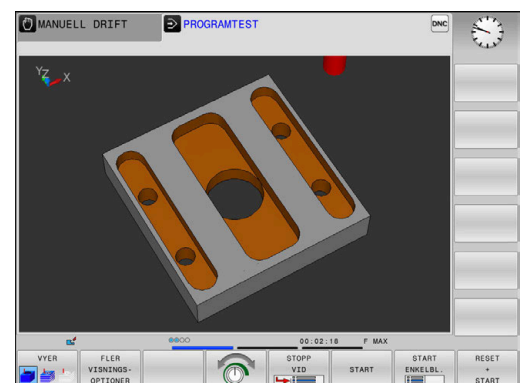 MANUELL DRIFT
PROGRAMTEST
DNC
YZ X
00:02:18 F MAX
VYER
FLER
VISNINGS-
OPTIONER
STOPP
VID
START
START
ENKELBL.
RESET
+
START